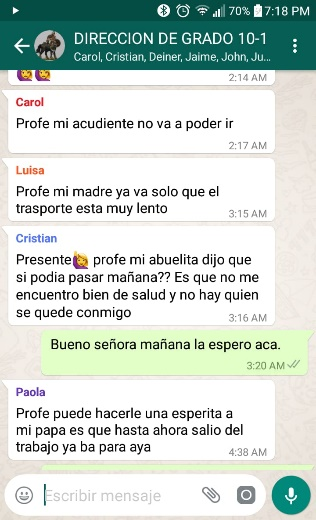 70% 7:18 PM
DIRECCION DE GRADO 10-1
Carol, Cristian, Deiner, Jaime, John, Ju...
2:14 AM
Carol
Profe mi acudiente no va a poder ir
2:17 AM
Luisa
Profe mi madre ya va solo que el
trasporte esta muy lento
3:15 AM
Cristian
Presente🙋 profe mi abuelita dijo que
si podia pasar mañana?? Es que no me
encuentro bien de salud y no hay quien
se quede conmigo
3:16 AM
Bueno señora mañana la espero aca.
3:20 AM
Paola
Profe puede hacerle una esperita a
mi papa es que hasta ahora salio del
trabajo ya ba para aya
4:38 AM
Escribir mensaje